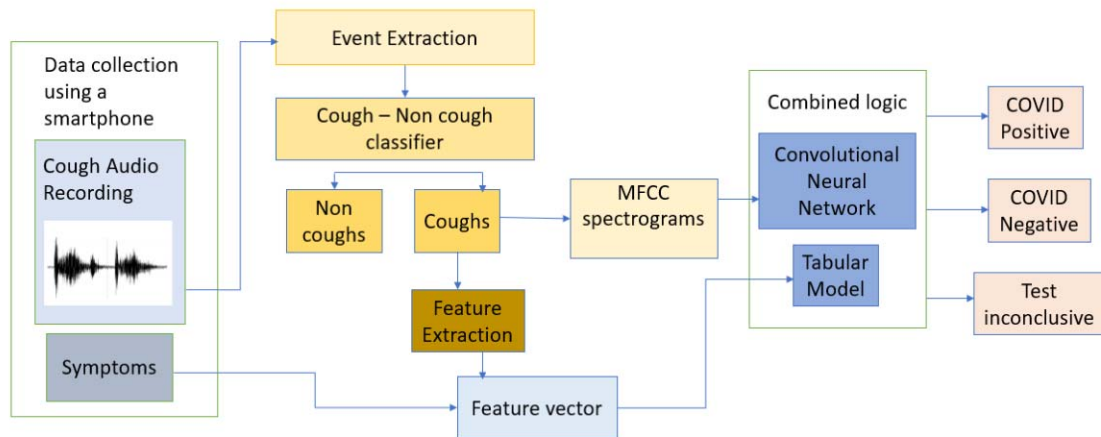 Data collection
using a
smartphone
Cough Audio
Recording
Symptoms
Event Extraction
Cough – Non cough
classifier
Non
coughs
Coughs
Feature
Extraction
Feature vector
MFCC
spectrograms
Combined logic
Convolutional
Neural
Network
Tabular
Model
COVID
Positive
COVID
Negative
Test
inconclusive